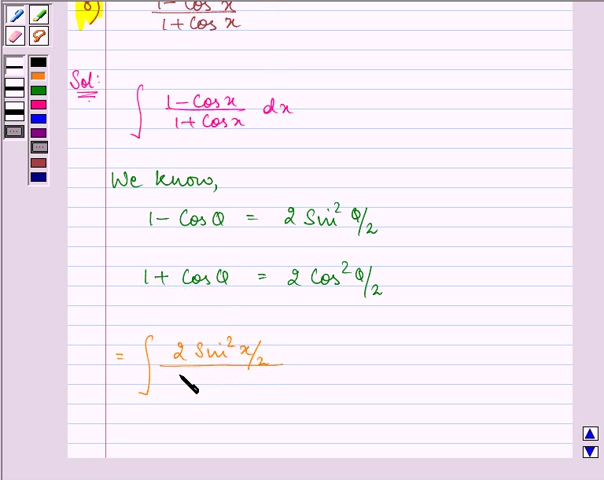 8) 1 - Cos x / 1 + Cos x
Sol:
∫ 1 - Cos x / 1 + Cos x dx
We know,
1 - Cos θ = 2 Sin² θ/2
1 + Cos θ = 2 Cos² θ/2
= ∫ 2 Sin² x/2